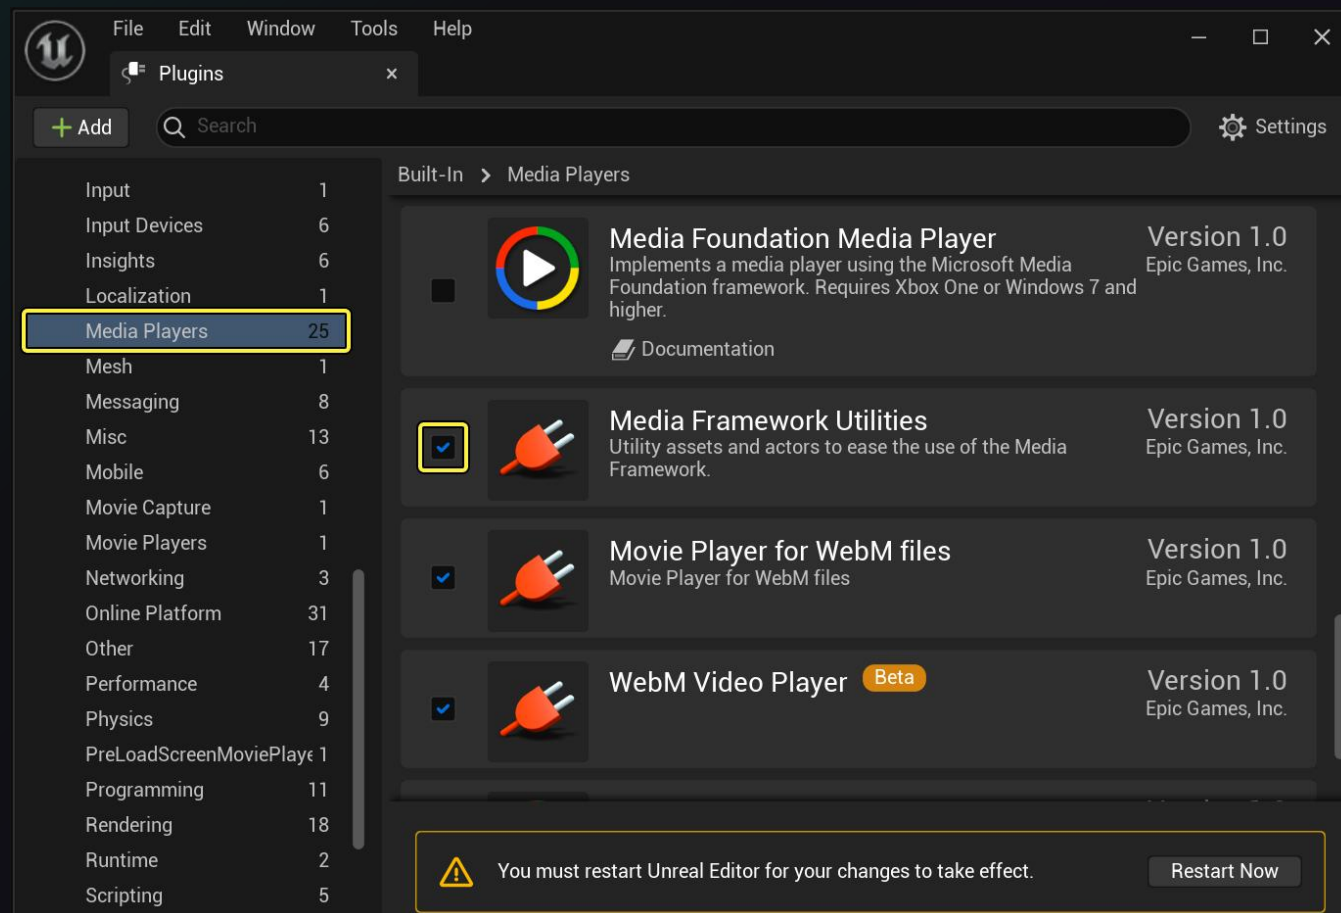 File Edit Window Tools Help
Plugins
Add
Search
Settings
Input 1
Input Devices 6
Insights 6
Localization 1
Media Players 25
Mesh 1
Messaging 8
Misc 13
Mobile 6
Movie Capture 1
Movie Players 1
Networking 3
Online Platform 31
Other 17
Performance 4
Physics 9
PreLoadScreenMoviePlaye 1
Programming 11
Rendering 18
Runtime 2
Scripting 5
Built-In > Media Players
Media Foundation Media Player
Version 1.0
Implements a media player using the Microsoft Media
Epic Games, Inc.
Foundation framework. Requires Xbox One or Windows 7 and
higher.
Documentation
Media Framework Utilities
Version 1.0
Utility assets and actors to ease the use of the Media
Epic Games, Inc.
Framework.
Movie Player for WebM files
Version 1.0
Movie Player for WebM files
Epic Games, Inc.
WebM Video Player Beta
Version 1.0
Epic Games, Inc.
You must restart Unreal Editor for your changes to take effect.
Restart Now